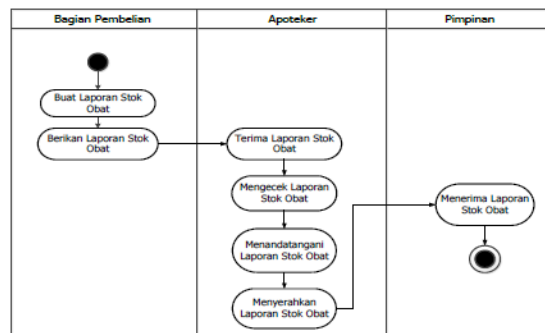 Bagian Pembelian
Apoteker
Pimpinan
Buat Laporan Stok
Obat
Berikan Laporan Stok
Obat
Terima Laporan Stok
Obat
Mengecek Laporan
Stok Obat
Menandatangani
Laporan Stok Obat
Menyerahkan
Laporan Stok Obat
Menerima Laporan
Stok Obat